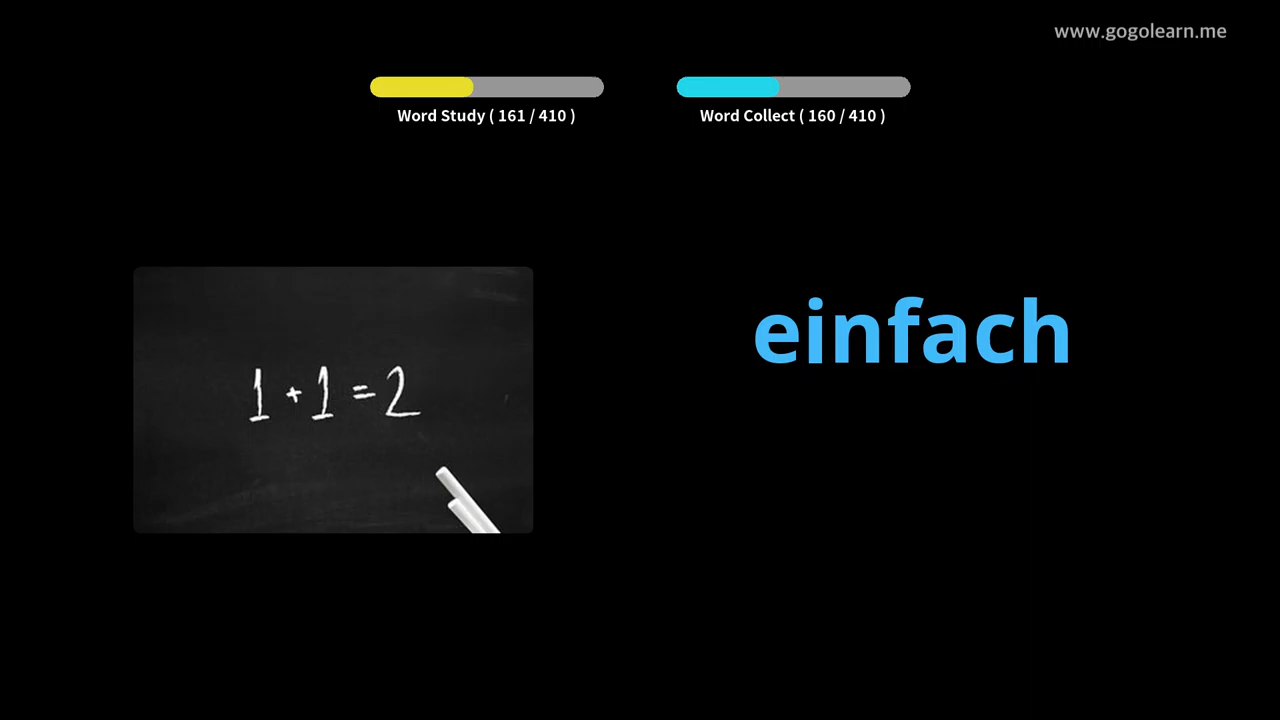 www.gogolearn.me
Word Study ( 161 / 410 )
Word Collect ( 160 / 410 )
einfach
1 + 1 = 2